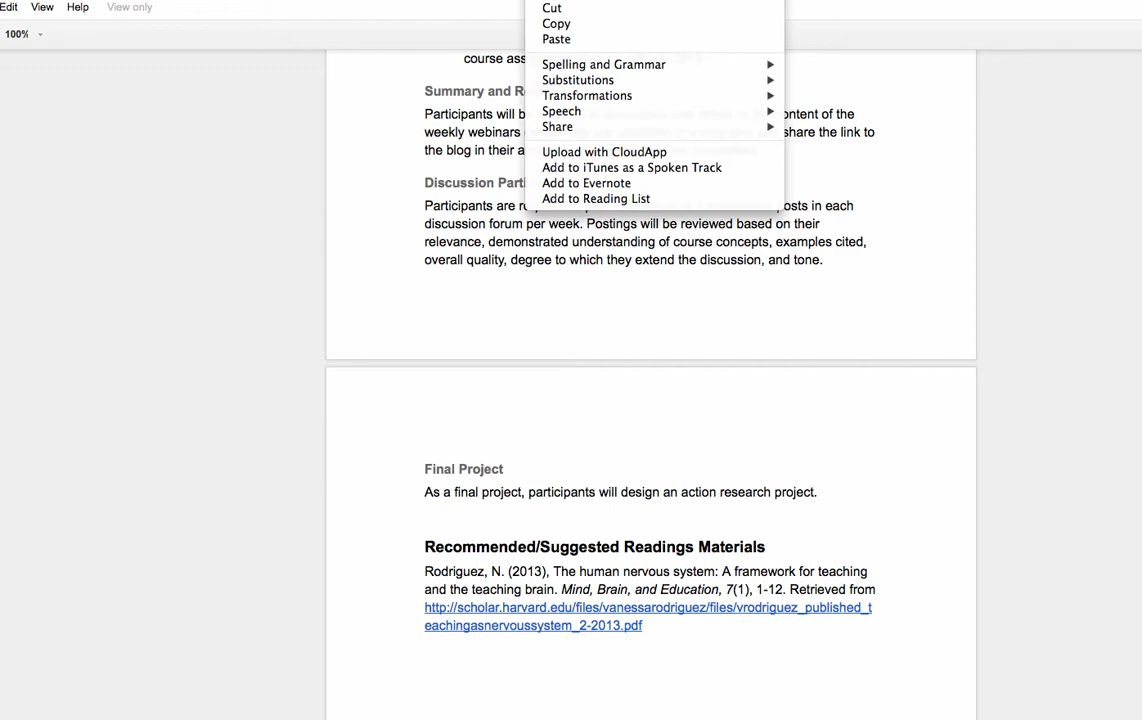 Edit View Help View only
100%
Cut
Copy
Paste
Spelling and Grammar
Substitutions
Transformations
Speech
Share
Upload with CloudApp
Add to iTunes as a Spoken Track
Add to Evernote
Add to Reading List
course
Summary and
Participants will ontent of the
weekly webinars share the link to
the blog in their
Discussion
Participants are osts in each
discussion forum per week. Postings will be reviewed based on their
relevance, demonstrated understanding of course concepts, examples cited,
overall quality, degree to which they extend the discussion, and tone.
Final Project
As a final project, participants will design an action research project.
Recommended/Suggested Readings Materials
Rodriguez, N. (2013), The human nervous system: A framework for teaching
and the teaching brain. Mind, Brain, and Education, 7(1), 1-12. Retrieved from
http://scholar.harvard.edu/files/vanessarodriguez/files/vrodriguez_published_t
eachingasnervoussystem_2-2013.pdf